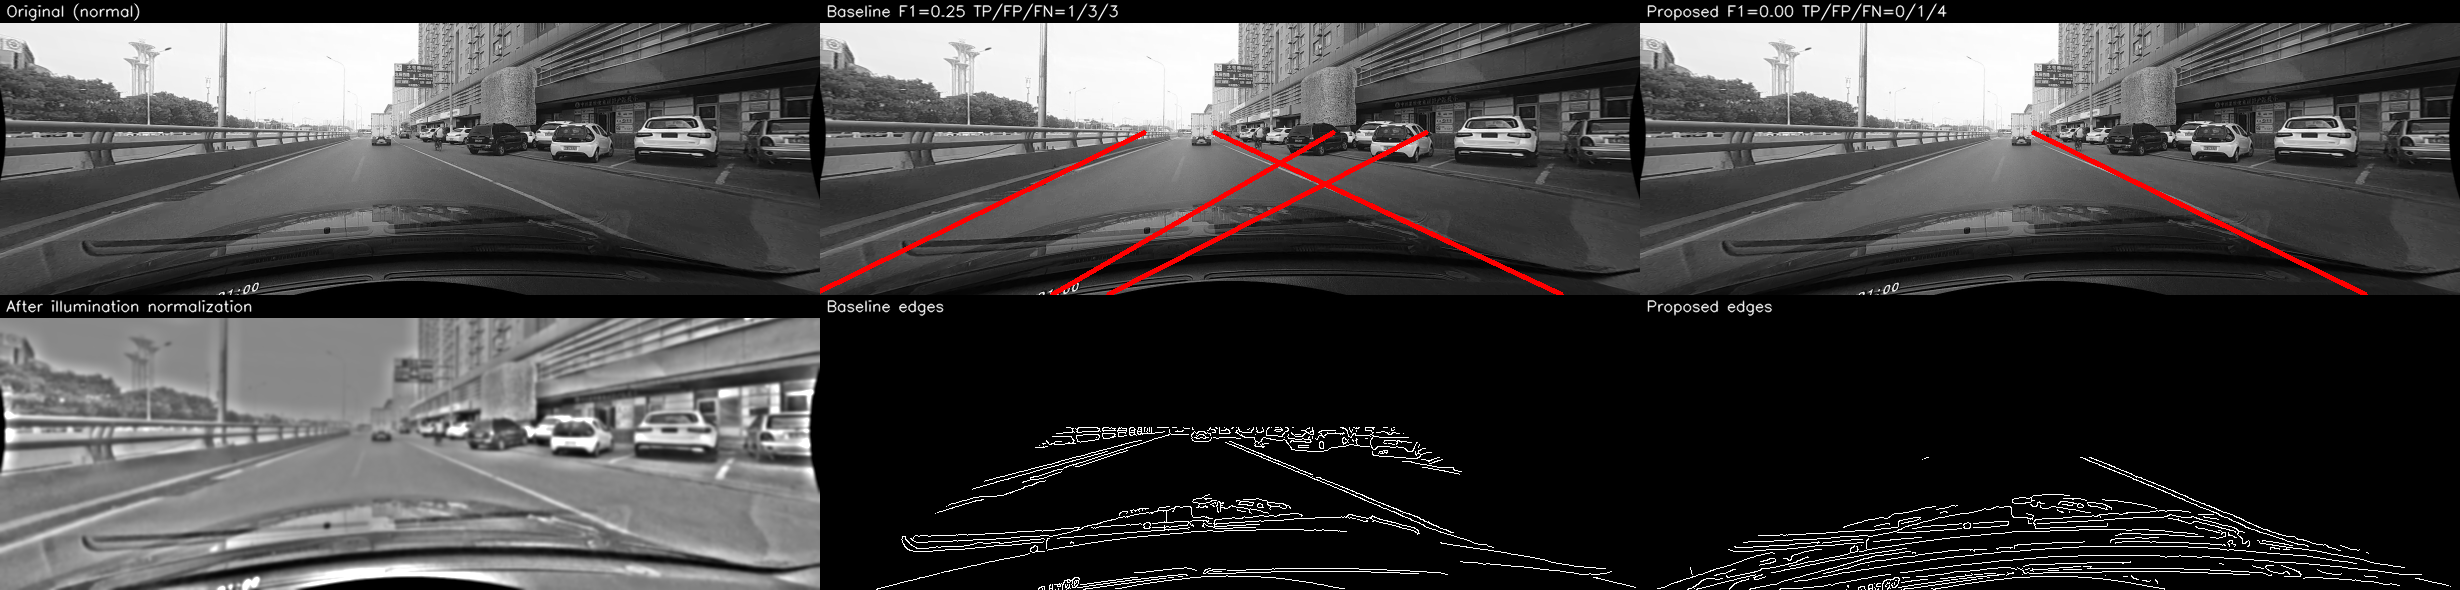 Original (normal)
Baseline F1=0.25 TP/FP/FN=1/3/3
Proposed F1=0.00 TP/FP/FN=0/1/4
After illumination normalization
Baseline edges
Proposed edges